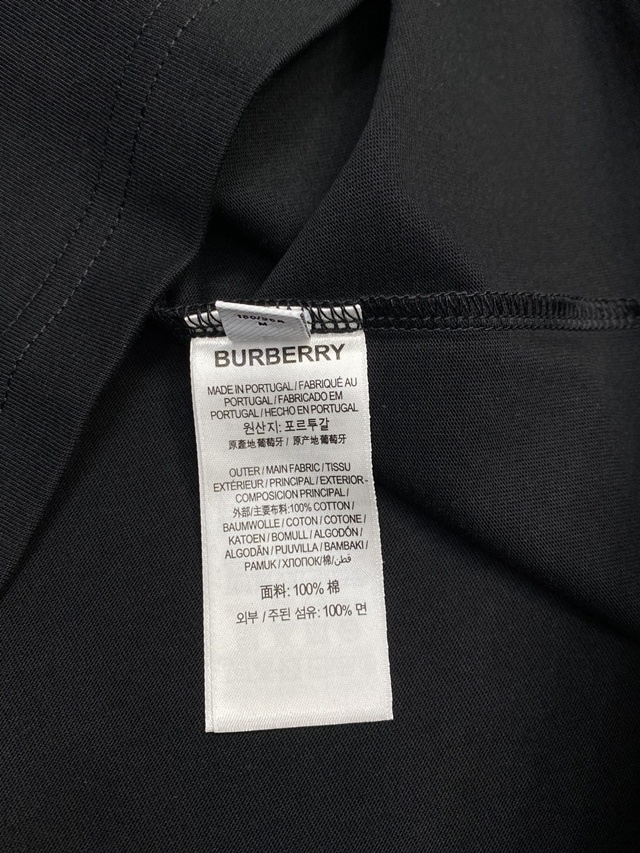 M
BURBERRY
MADE IN PORTUGAL / FABRIQUÉ AU
PORTUGAL / FABRICADO EM
PORTUGAL / HECHO EN PORTUGAL
원산지: 포르투갈
原產地 葡萄牙 / 原产地 葡萄牙
OUTER / MAIN FABRIC / TISSU
EXTÉRIEUR / PRINCIPAL / EXTERIOR-
COMPOSICIÓN PRINCIPAL /
外部/主要布料:100% COTTON /
BAUMWOLLE / COTON / COTONE /
KATOEN / BOMULL / ALGODÓN /
ALGODÃN / PUUVILLA / BAMBAKI /
PAMUK / ХЛОПОК/棉/قطن/
面料: 100% 棉
외부 / 주된 섬유: 100% 면